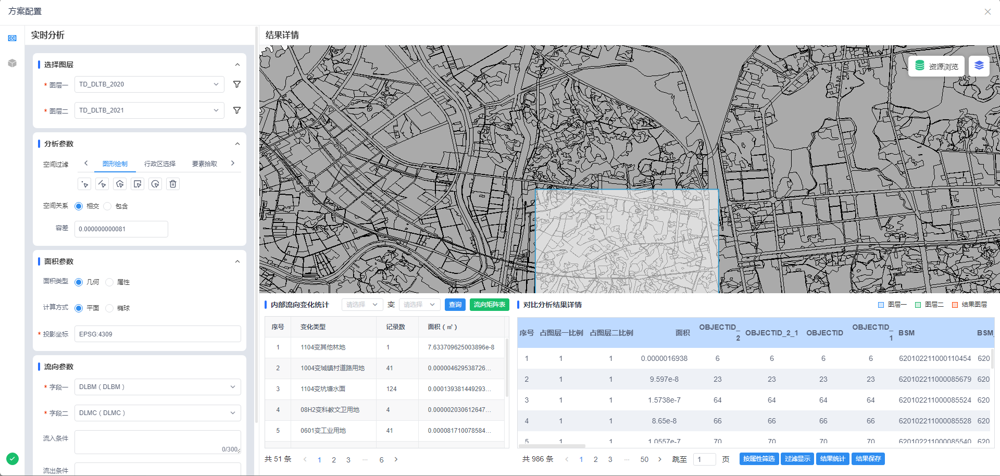 方案配置
实时分析
结果详情
CC
选择图层
* 图层一 TD_DLTB_2020
* 图层二 TD_DLTB_2021
资源浏览
分析参数
空间过滤 图形绘制 行政区选择 要素拾取
空间关系 相交 包含
容差 0.000000000081
面积参数
面积类型 几何 属性
计算方式 平面 椭球
* 投影坐标 EPSG:4309
流向参数
* 字段一 DLBM ( DLBM )
* 字段二 DLMC ( DLMC )
流入条件
0/300
流出条件
内部流向变化统计 请选择 变 请选择 查询 流向矩阵表
序号 变化类型 记录数 面积 ( ㎡ )
1 1104变其他林地 1 7.633709625003896e-8
2 1004变城镇村道路用地 41 0.000004629538726...
3 1104变坑塘水面 124 0.000139381449293...
4 08H2变科教文卫用地 4 0.000002030612647...
5 0601变工业用地 41 0.000081710078584...
共 51 条 1 2 3 ... 6
对比分析结果详情 图层一 图层二 结果图层
序号 占图层一比例 占图层二比例 面积 OBJECTID_2 OBJECTID_2_1 OBJECTID OBJECTID_1 BSM BSM_
1 1 1 0.0000016938 6 6 6 6 620102211000110454 620
2 1 1 9.597e-8 23 23 23 23 620102211000085679 620
3 1 1 1.5738e-7 64 64 64 64 620102211000085524 620
4 1 1 8.65e-8 66 66 66 66 620102211000085528 620
5 1 1 1.0557e-7 70 70 70 70 620102211000085540 620
共 986 条 1 2 3 ... 50 跳至 1 页 按属性筛选 过滤显示 结果统计 结果保存